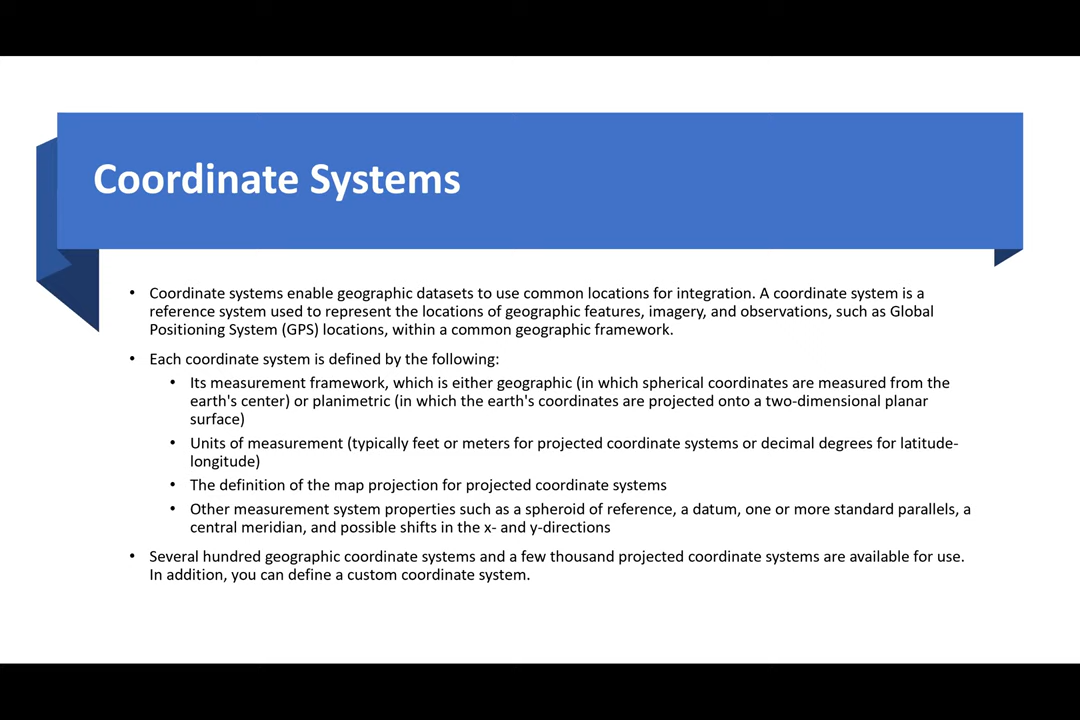 Coordinate Systems
• Coordinate systems enable geographic datasets to use common locations for integration. A coordinate system is a
reference system used to represent the locations of geographic features, imagery, and observations, such as Global
Positioning System (GPS) locations, within a common geographic framework.
• Each coordinate system is defined by the following:
• Its measurement framework, which is either geographic (in which spherical coordinates are measured from the
earth's center) or planimetric (in which the earth's coordinates are projected onto a two-dimensional planar
surface)
• Units of measurement (typically feet or meters for projected coordinate systems or decimal degrees for latitude-
longitude)
• The definition of the map projection for projected coordinate systems
• Other measurement system properties such as a spheroid of reference, a datum, one or more standard parallels, a
central meridian, and possible shifts in the x- and y-directions
• Several hundred geographic coordinate systems and a few thousand projected coordinate systems are available for use.
In addition, you can define a custom coordinate system.